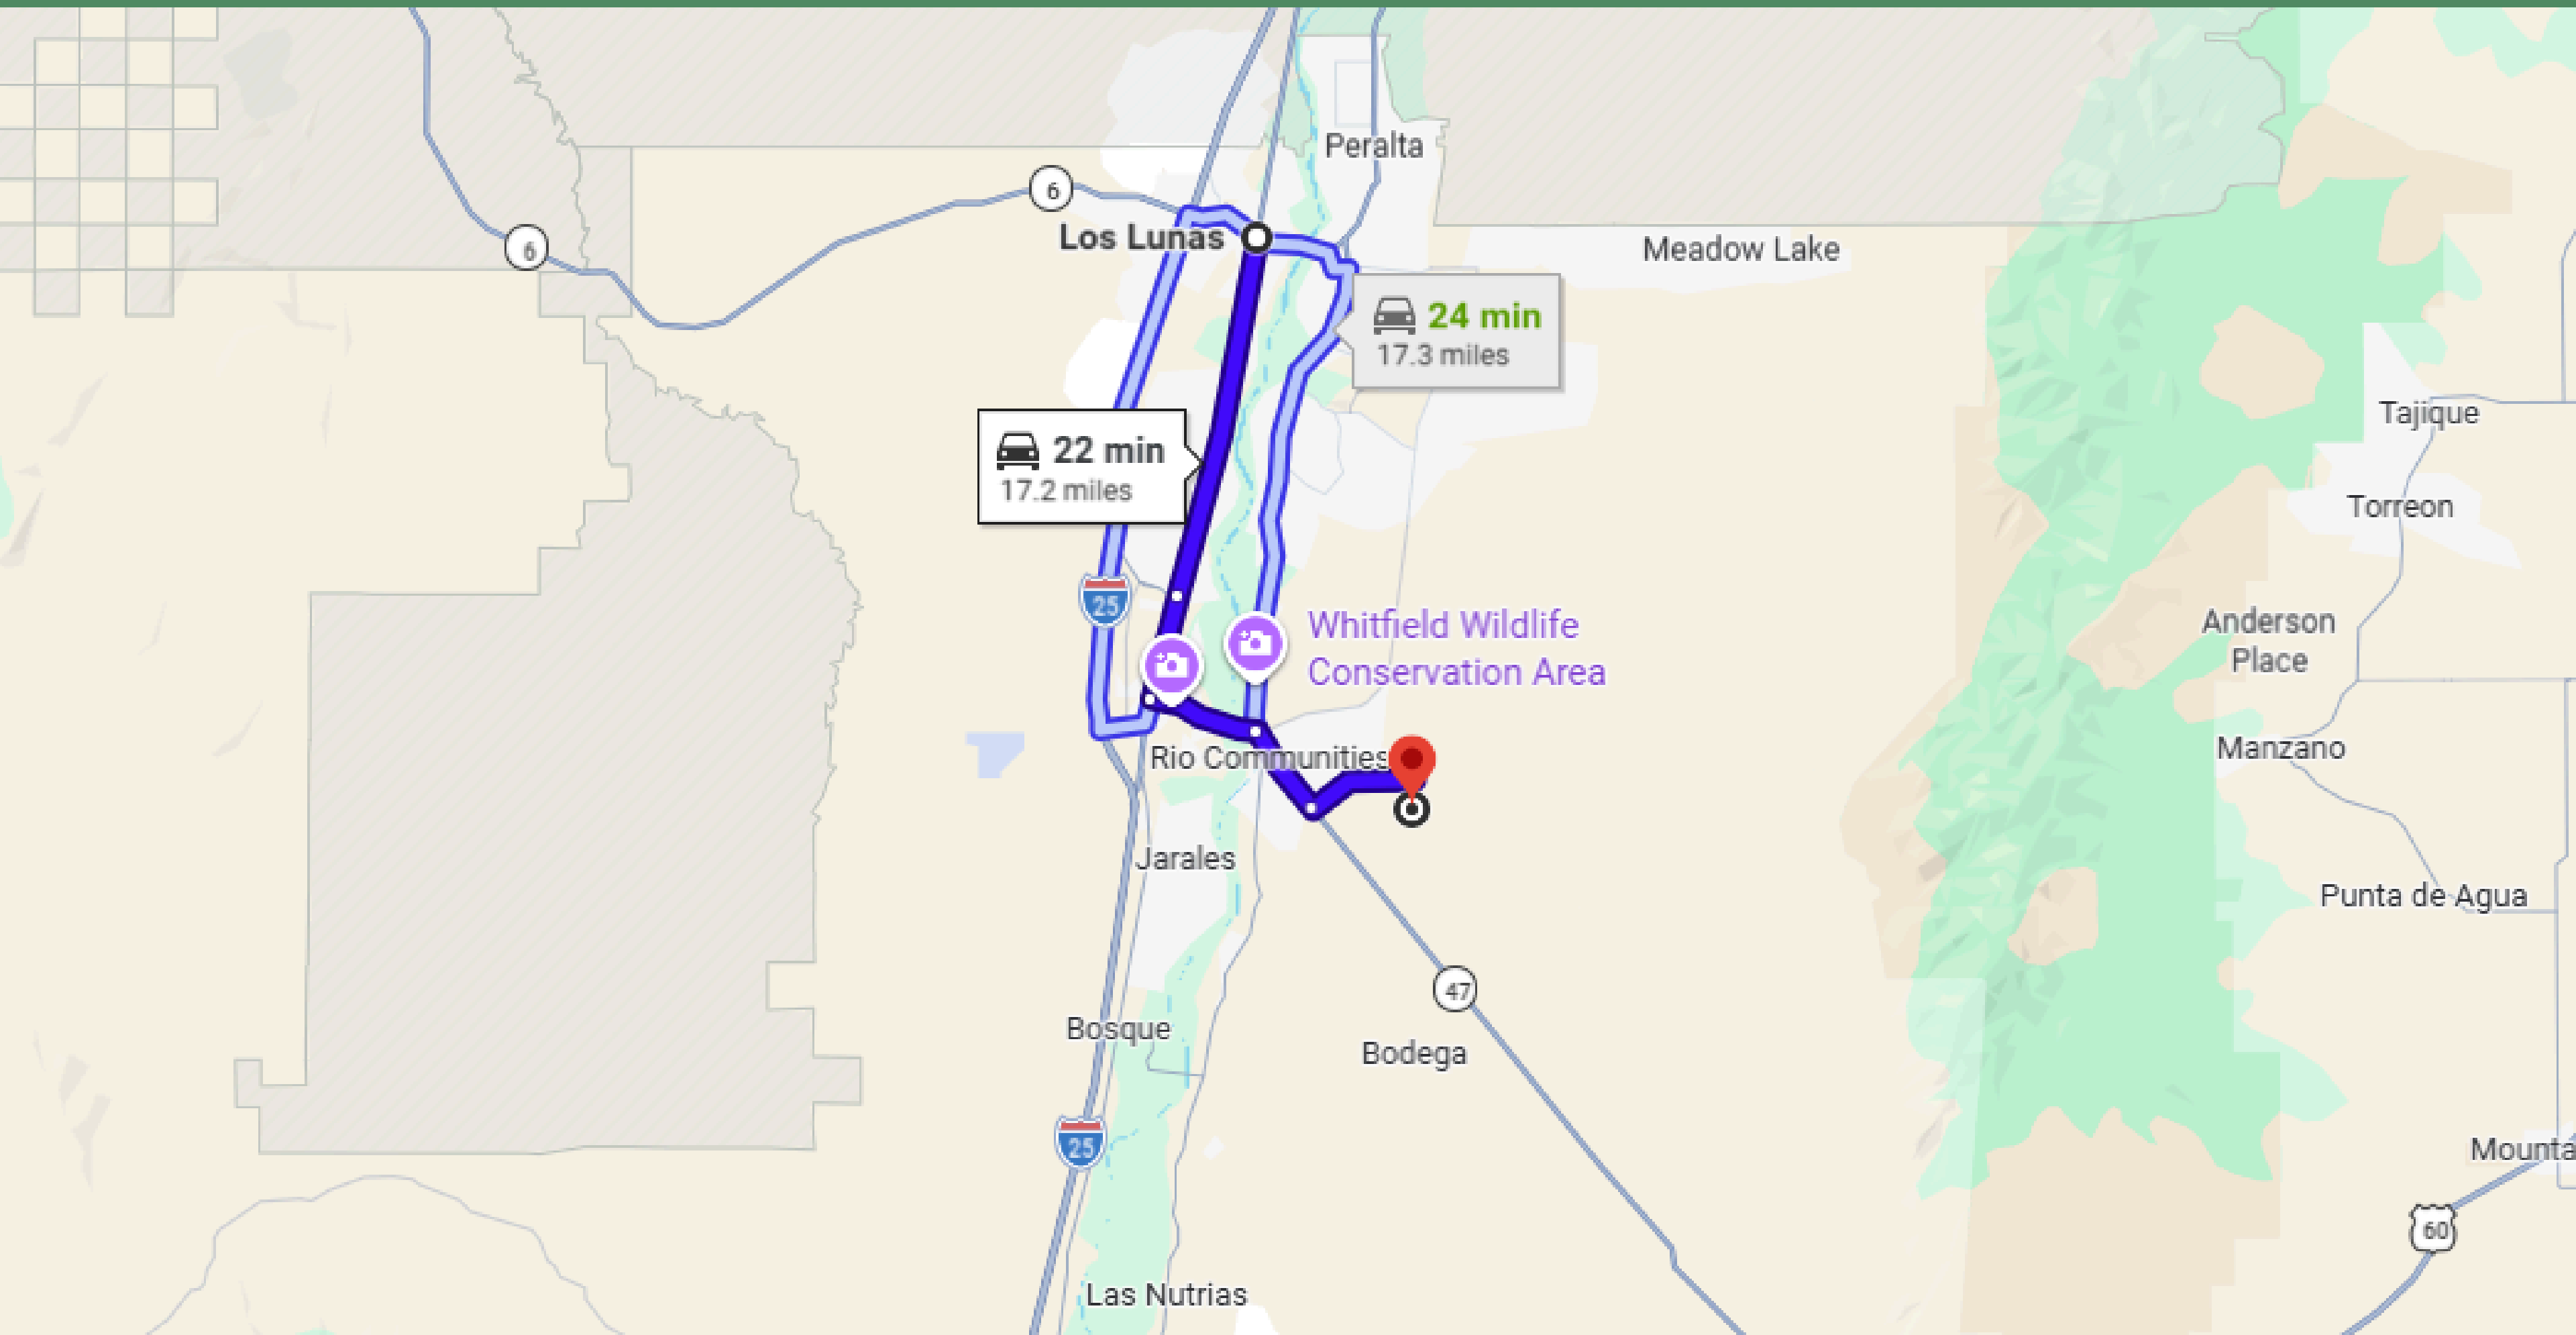 Peralta
6
6
Los Lunas
Meadow Lake
24 min
17.3 miles
Tajique
22 min
17.2 miles
Torreon
25
Whitfield Wildlife
Conservation Area
Anderson
Place
Manzano
Rio Communities
Jarales
Punta de Agua
47
Bosque
Bodega
25
Mounta
60
Las Nutrias